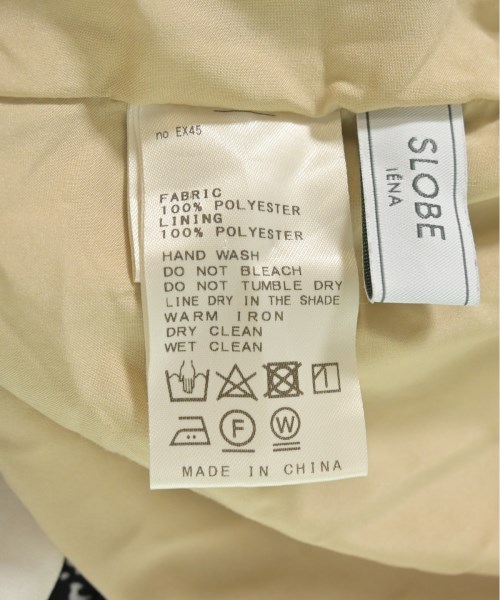 no EX45
FABRIC
100% POLYESTER
LINING
100% POLYESTER
HAND WASH
DO NOT BLEACH
DO NOT TUMBLE DRY
LINE DRY IN THE SHADE
WARM IRON
DRY CLEAN
WET CLEAN
F
W
MADE IN CHINA
SLOBE
IÉNA